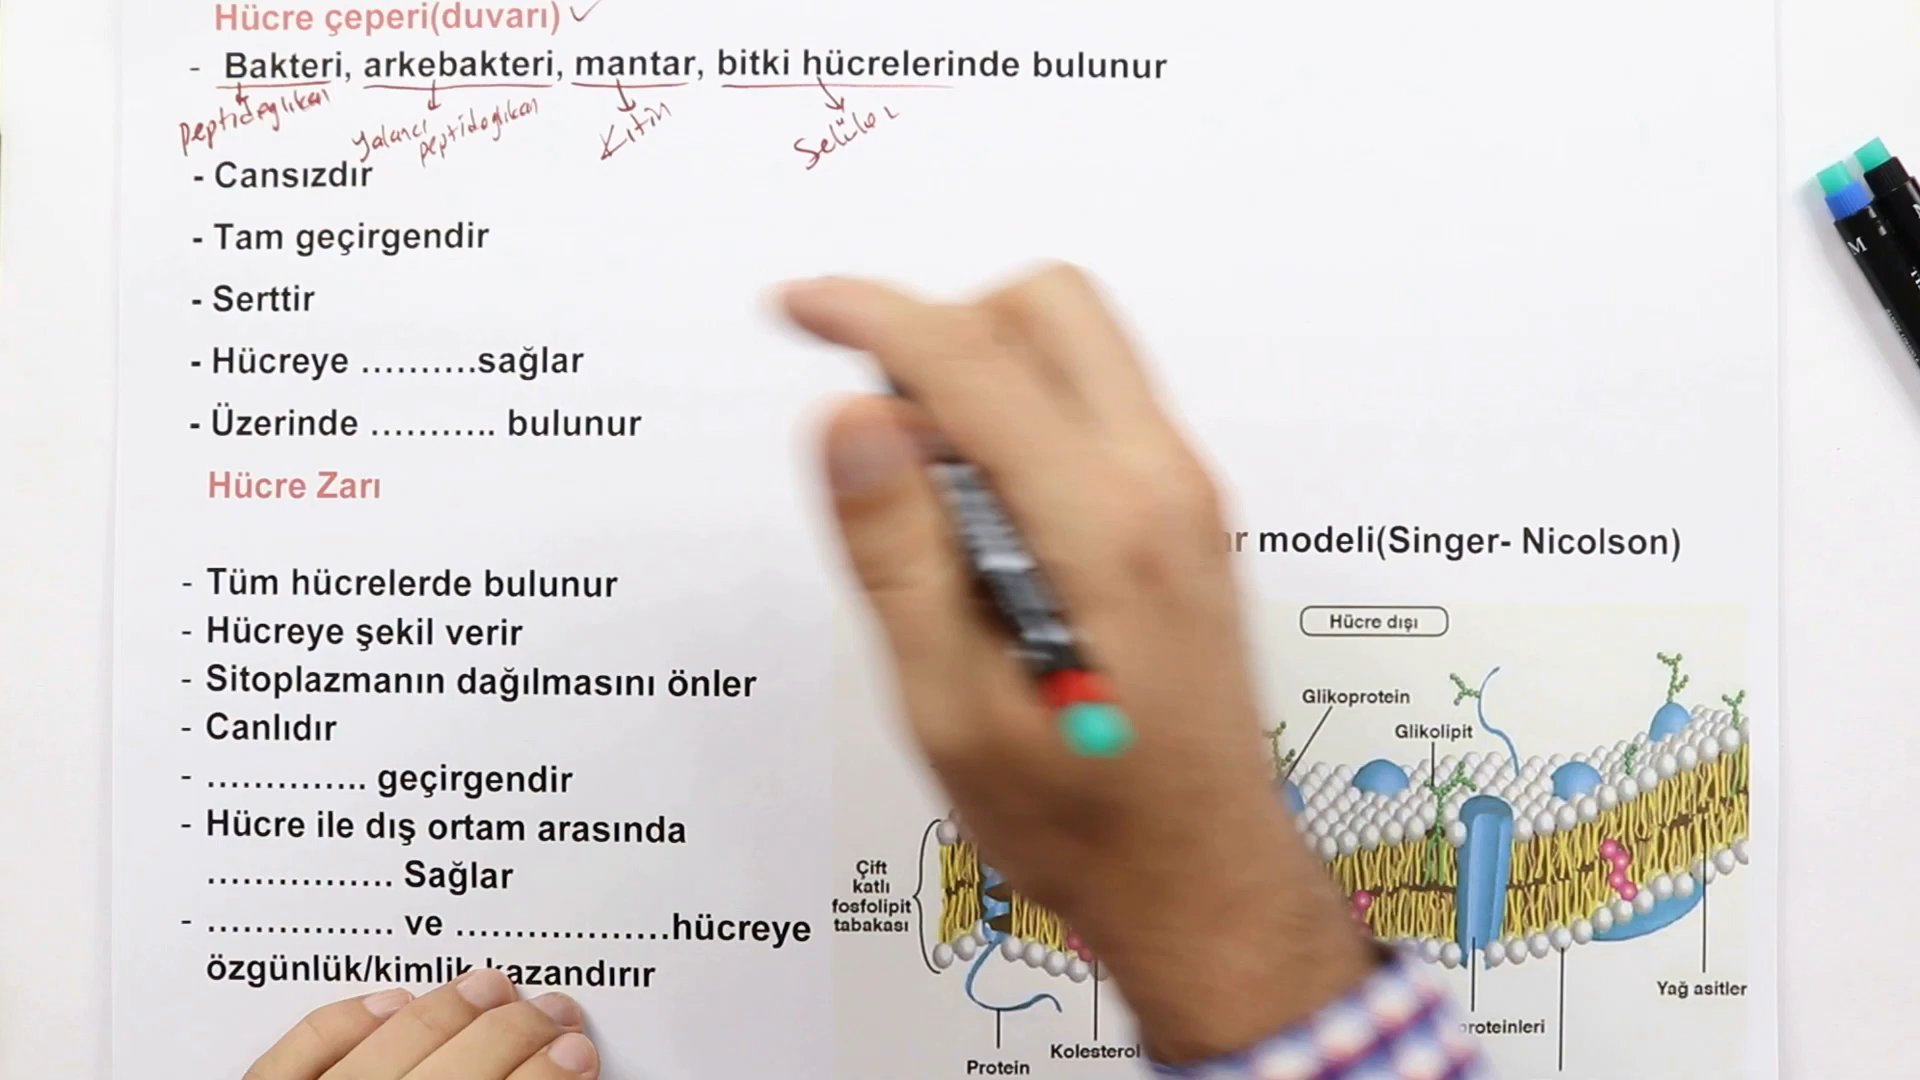 Hücre çeperi(duvarı)
- Bakteri, arkebakteri, mantar, bitki hücrelerinde bulunur
peptidoglikan
yalancı peptidoglikan
Kitin
Selüloz
- Cansızdır
- Tam geçirgendir
- Serttir
- Hücreye ..........sağlar
- Üzerinde ........... bulunur
Hücre Zarı
modeli(Singer- Nicolson)
- Tüm hücrelerde bulunur
- Hücreye şekil verir
- Sitoplazmanın dağılmasını önler
- Canlıdır
- .............. geçirgendir
- Hücre ile dış ortam arasında
................ Sağlar
- ................ ve ..................hücreye
özgünlük/kimlik kazandırır
Hücre dışı
Glikoprotein
Glikolipit
Çift
katlı
fosfolipit
tabakası
Yağ asitler
proteinleri
Kolesterol
Protein
M